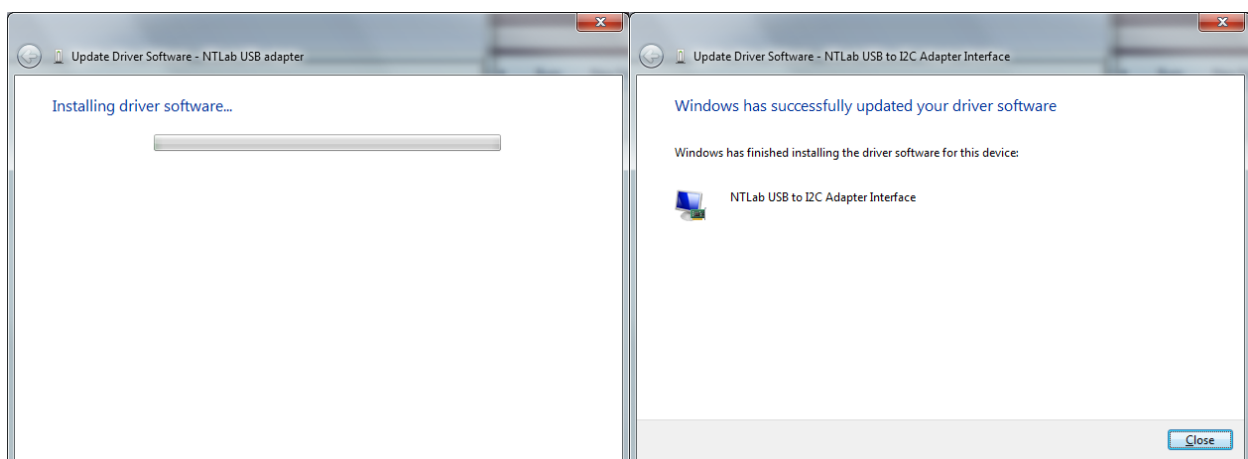 Update Driver Software - NTLab USB adapter
Installing driver software...
Update Driver Software - NTLab USB to I2C Adapter Interface
Windows has successfully updated your driver software
Windows has finished installing the driver software for this device:
NTLab USB to I2C Adapter Interface
Close